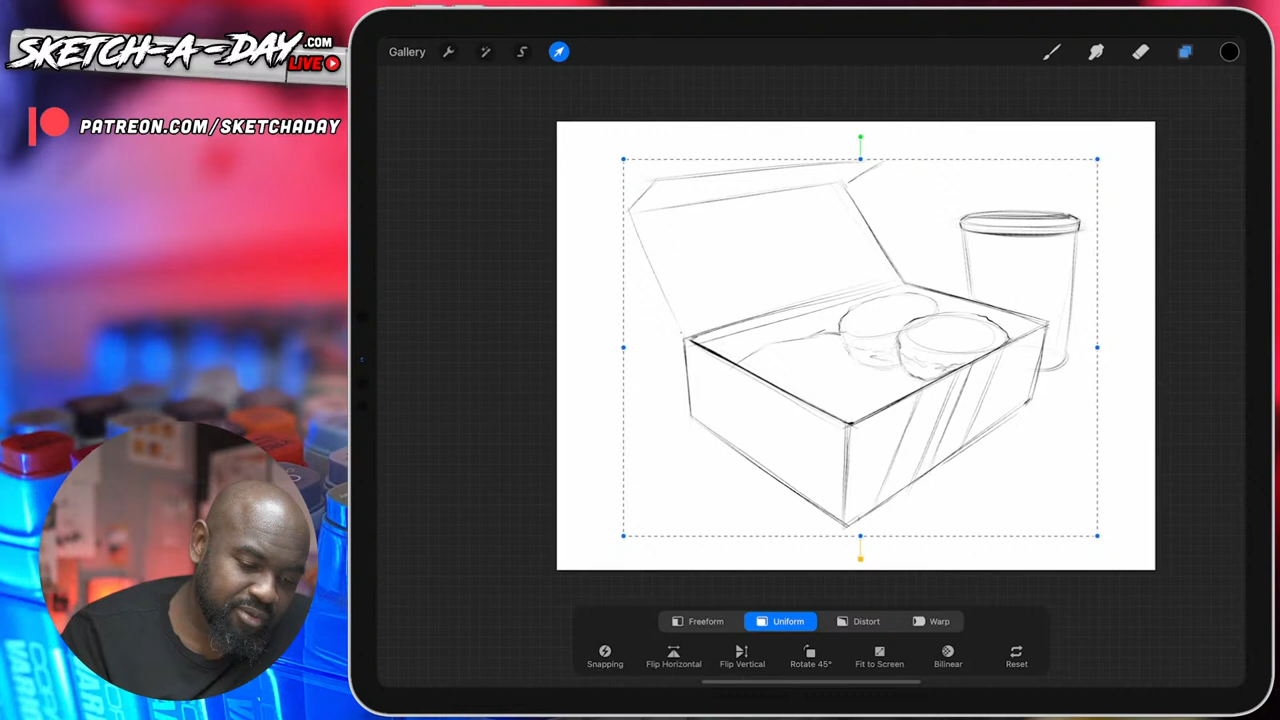 SKETCH-A-DAY.COM
LIVE
PATREON.COM/SKETCHADAY
Gallery
Freeform
Uniform
Distort
Warp
Snapping
Flip Horizontal
Flip Vertical
Rotate 45°
Fit to Screen
Bilinear
Reset